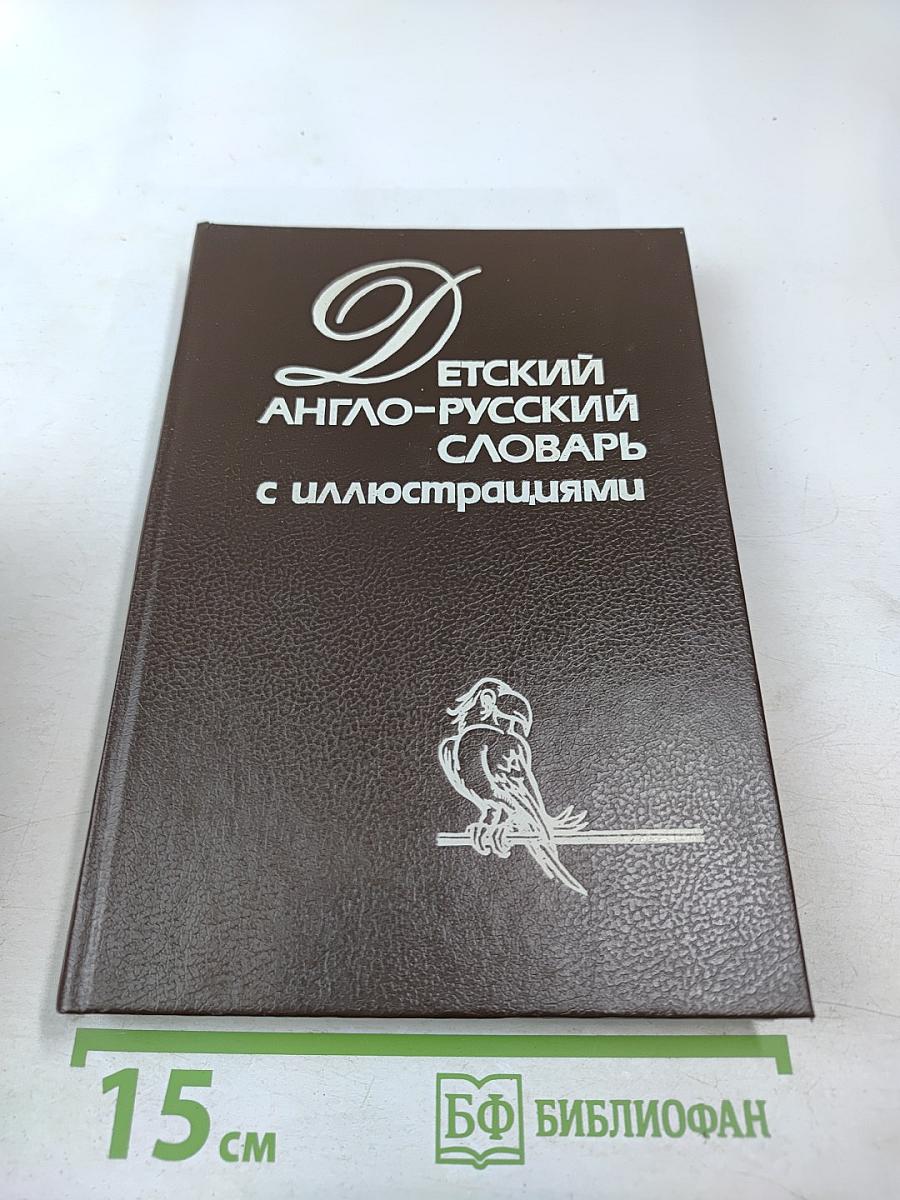 Детский
англо-русский
словарь
с иллюстрациями
15 см
БФ БИБЛИОФАН